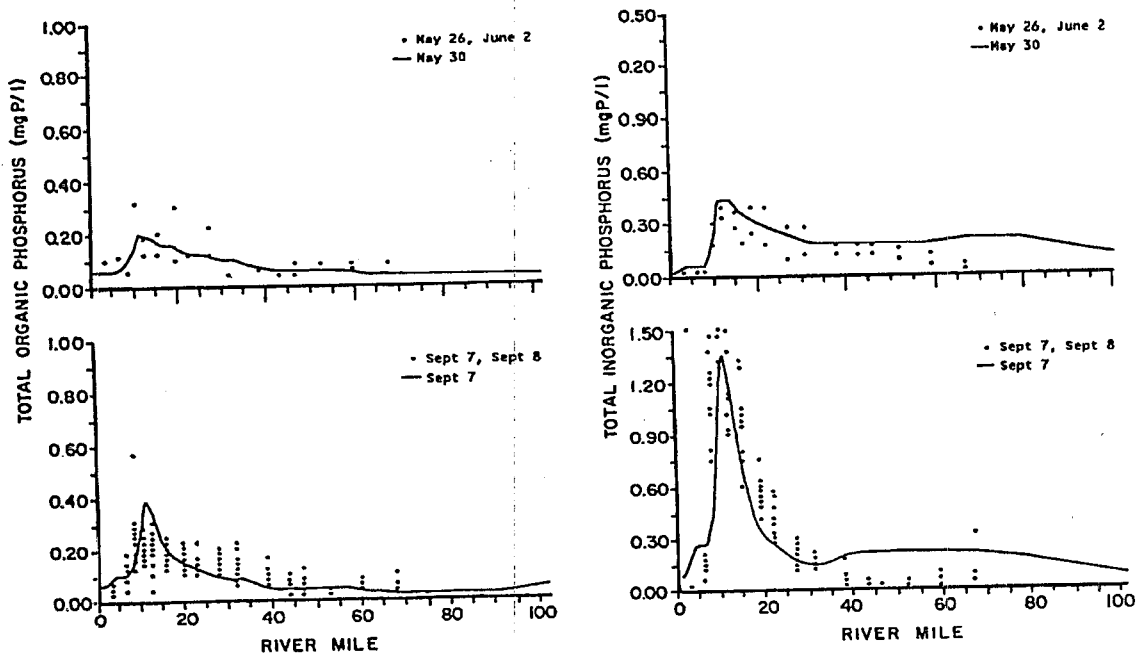 TOTAL ORGANIC PHOSPHORUS (mgP/l)
1.00
0.80
0.60
0.40
0.20
0.00
• May 26, June 2
— May 30
1.00
0.80
0.60
0.40
0.20
0.00
• Sept 7, Sept 8
— Sept 7
0 20 40 60 80 100
RIVER MILE
TOTAL INORGANIC PHOSPHORUS (mgP/l)
0.50
0.20
0.90
0.60
0.30
0.00
• May 26, June 2
— May 30
1.50
1.20
0.90
0.60
0.30
0.00
• Sept 7, Sept 8
— Sept 7
0 20 40 60 80 100
RIVER MILE